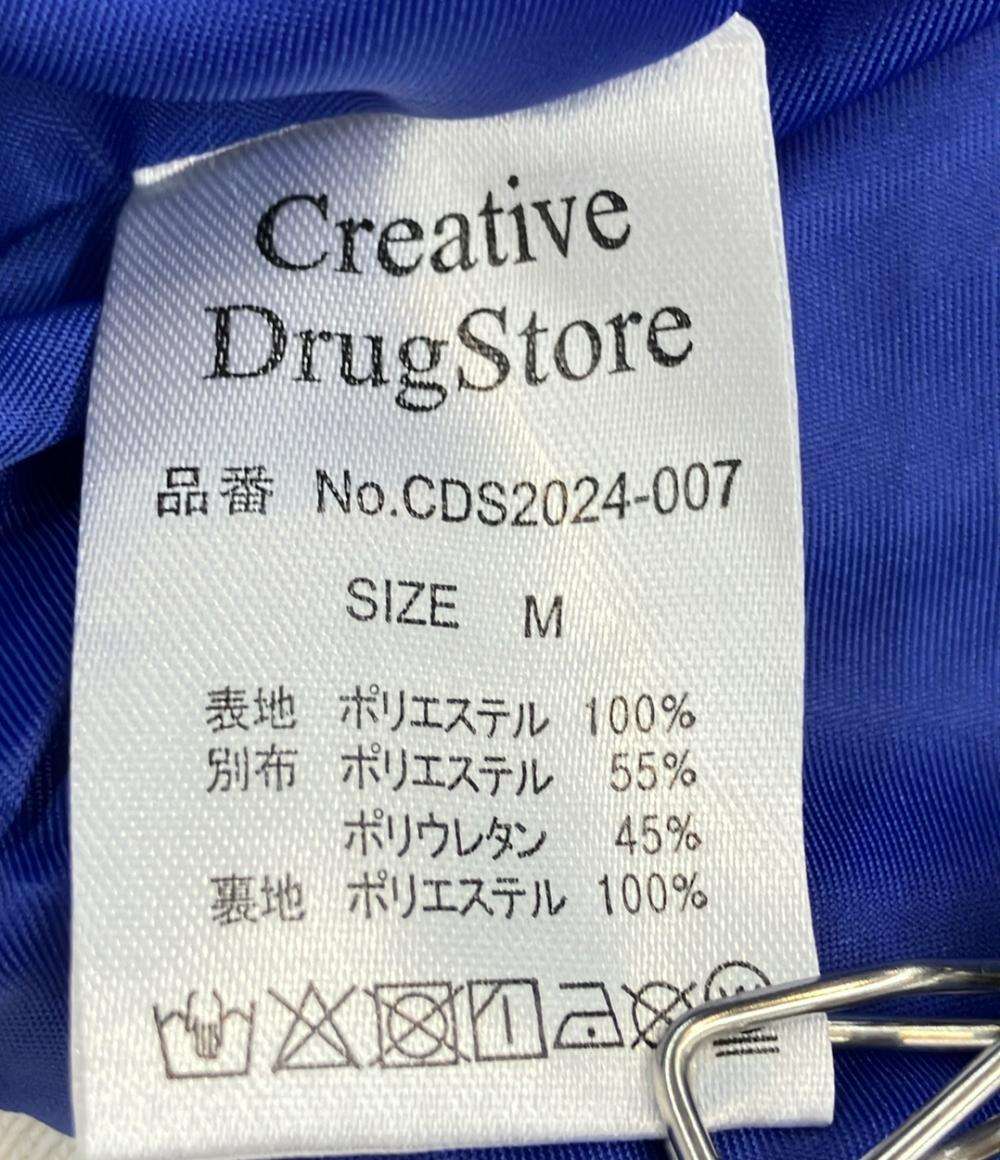 Creative
DrugStore
品番 No.CDS2024-007
SIZE M
表地 ポリエステル 100%
別布 ポリエステル 55%
ポリウレタン 45%
裏地 ポリエステル 100%